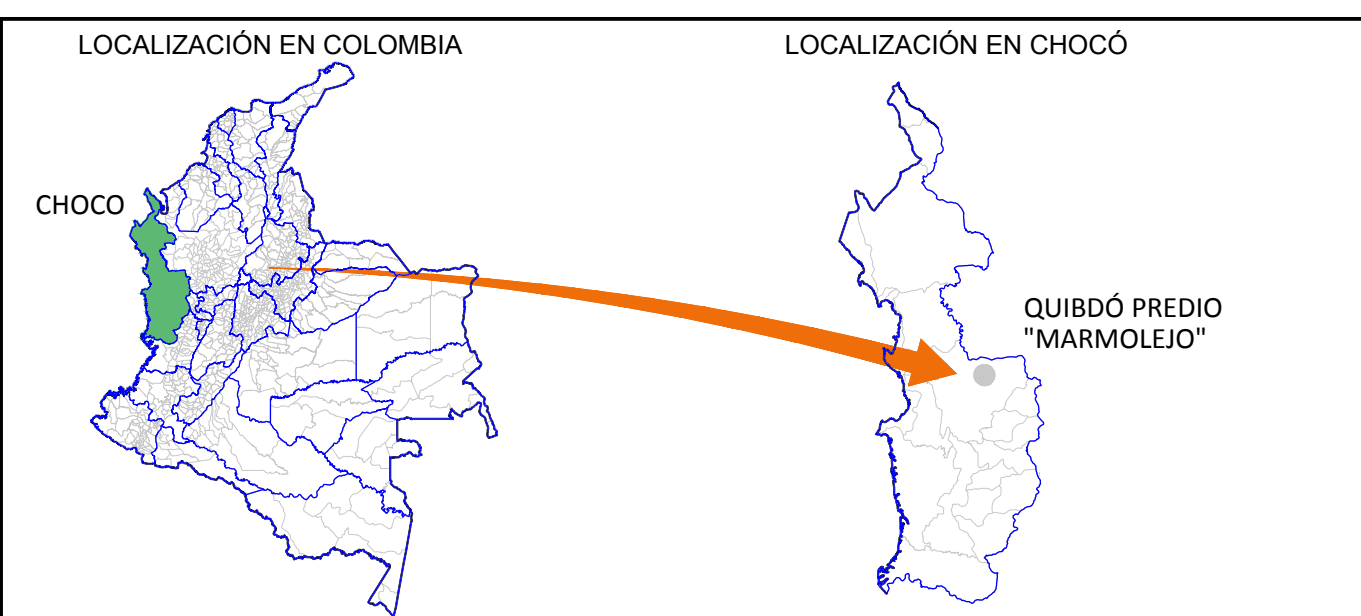 LOCALIZACIÓN EN COLOMBIA
LOCALIZACIÓN EN CHOCÓ
CHOCO
QUIBDÓ PREDIO
"MARMOLEJO"